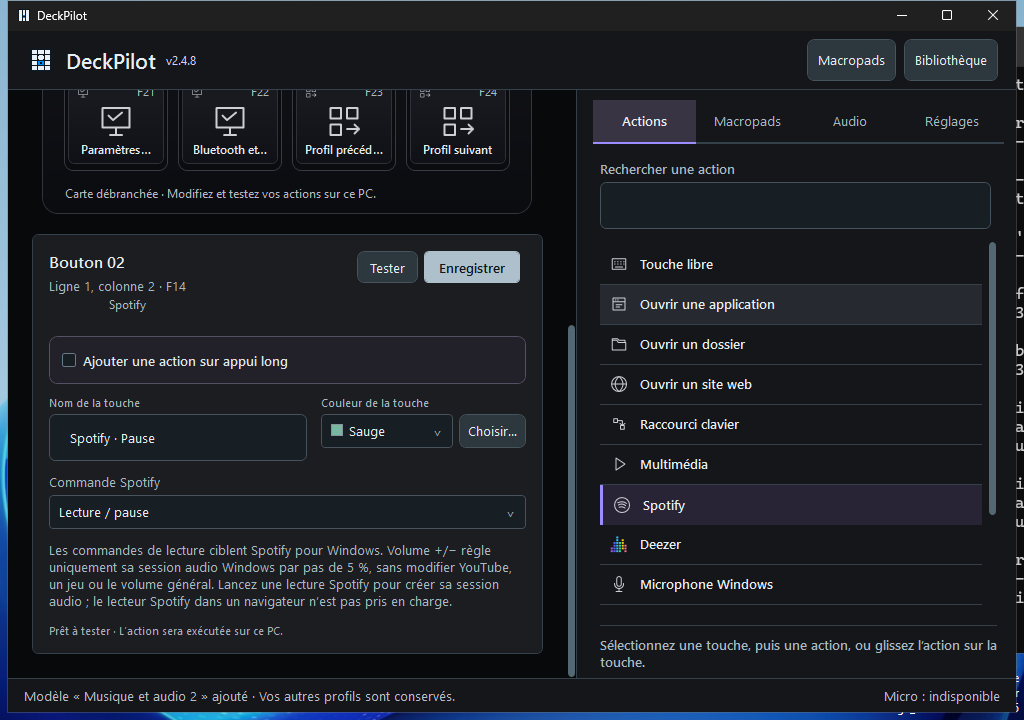 DeckPilot
DeckPilot v2.4.8
Macropads
Bibliothèque
F21
F22
F23
F24
Paramètres...
Bluetooth et...
Profil précéd...
Profil suivant
Carte débranchée · Modifiez et testez vos actions sur ce PC.
Bouton 02
Ligne 1, colonne 2 · F14
Spotify
Tester
Enregistrer
Ajouter une action sur appui long
Nom de la touche
Couleur de la touche
Spotify · Pause
Sauge
Choisir...
Commande Spotify
Lecture / pause
Les commandes de lecture ciblent Spotify pour Windows. Volume +/− règle
uniquement sa session audio Windows par pas de 5 %, sans modifier YouTube,
un jeu ou le volume général. Lancez une lecture Spotify pour créer sa session
audio ; le lecteur Spotify dans un navigateur n’est pas pris en charge.
Prêt à tester · L’action sera exécutée sur ce PC.
Actions
Macropads
Audio
Réglages
Rechercher une action
Touche libre
Ouvrir une application
Ouvrir un dossier
Ouvrir un site web
Raccourci clavier
Multimédia
Spotify
Deezer
Microphone Windows
Sélectionnez une touche, puis une action, ou glissez l’action sur la
touche.
Modèle « Musique et audio 2 » ajouté · Vos autres profils sont conservés.
Micro : indisponible